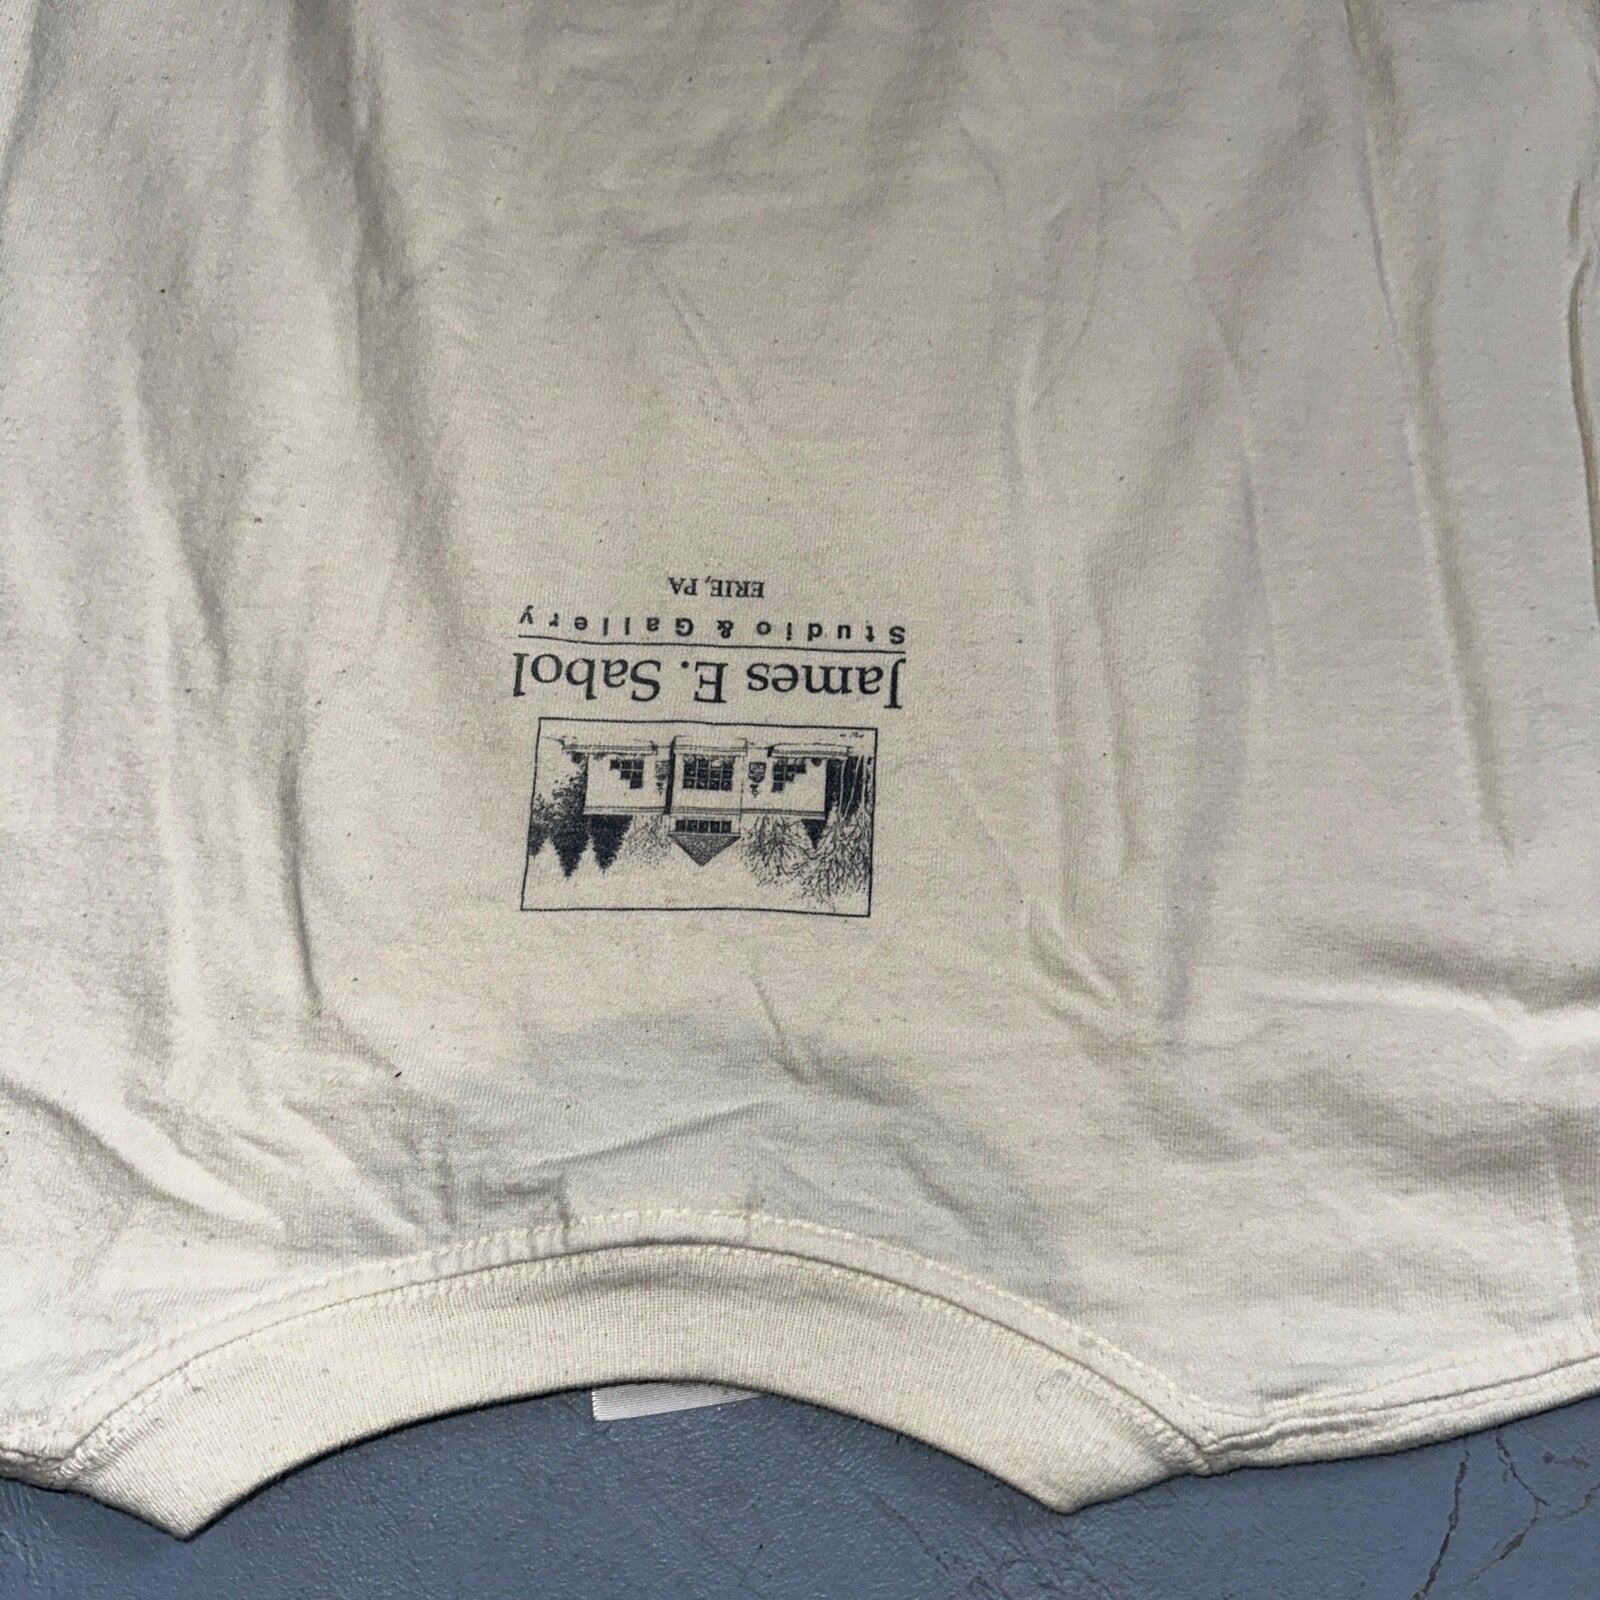 James E. Sabol
Studio & Gallery
ERIE, PA